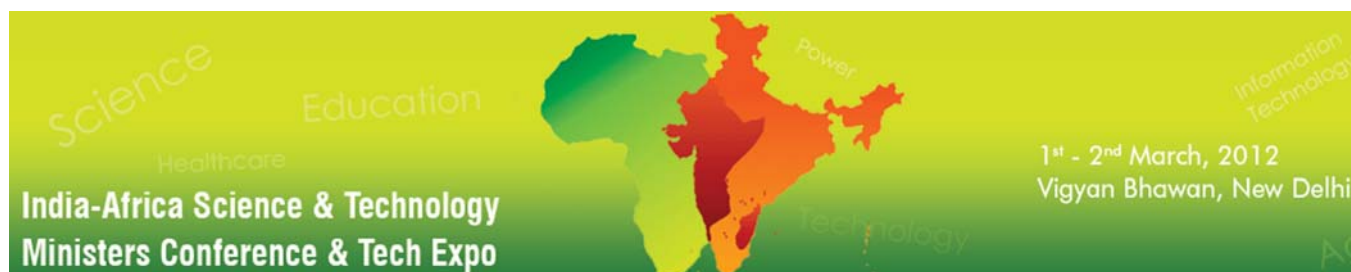 Science
Education
Healthcare
Power
Information
Technology
Technology
India-Africa Science & Technology
Ministers Conference & Tech Expo
1st - 2nd March, 2012
Vigyan Bhawan, New Delhi